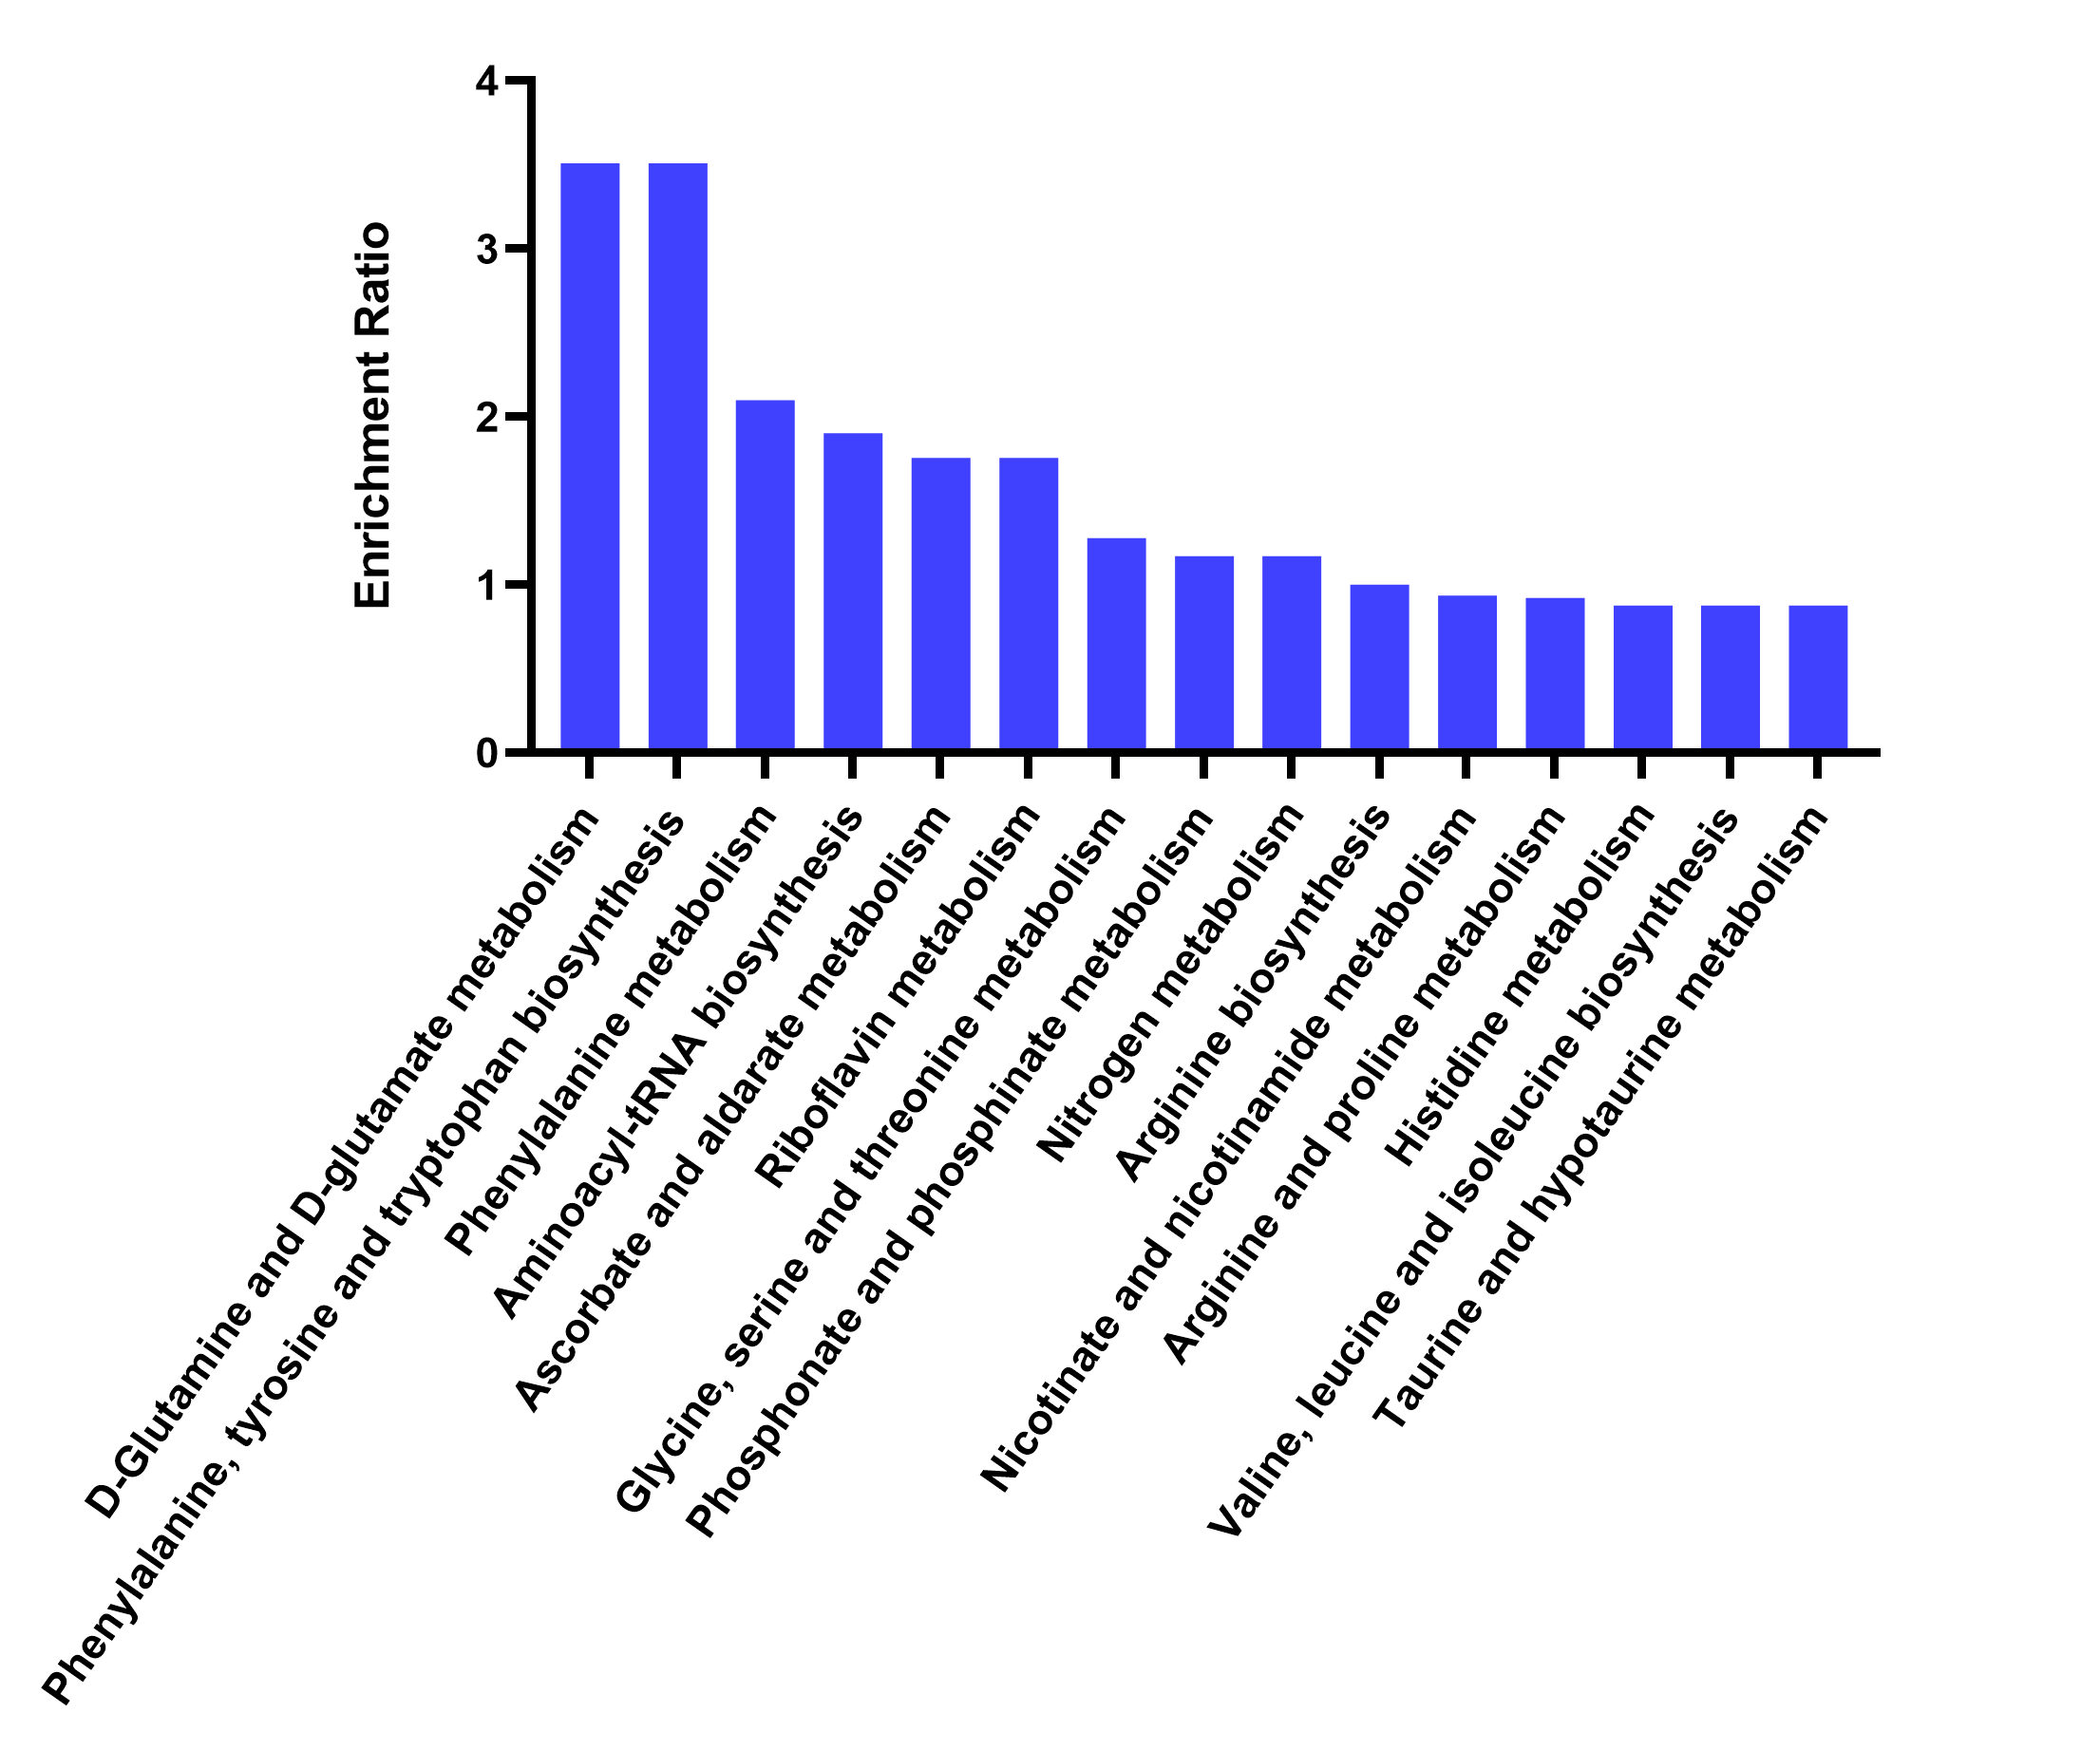 Enrichment Ratio
4
3
2
1
0
D-Glutamine and D-glutamate metabolism
Phenylalanine, tyrosine and tryptophan biosynthesis
Phenylalanine metabolism
Aminoacyl-tRNA biosynthesis
Ascorbate and aldarate metabolism
Riboflavin metabolism
Glycine, serine and threonine metabolism
Phosphonate and phosphinate metabolism
Nitrogen metabolism
Arginine biosynthesis
Nicotinate and nicotinamide metabolism
Arginine and proline metabolism
Histidine metabolism
Valine, leucine and isoleucine biosynthesis
Taurine and hypotaurine metabolism